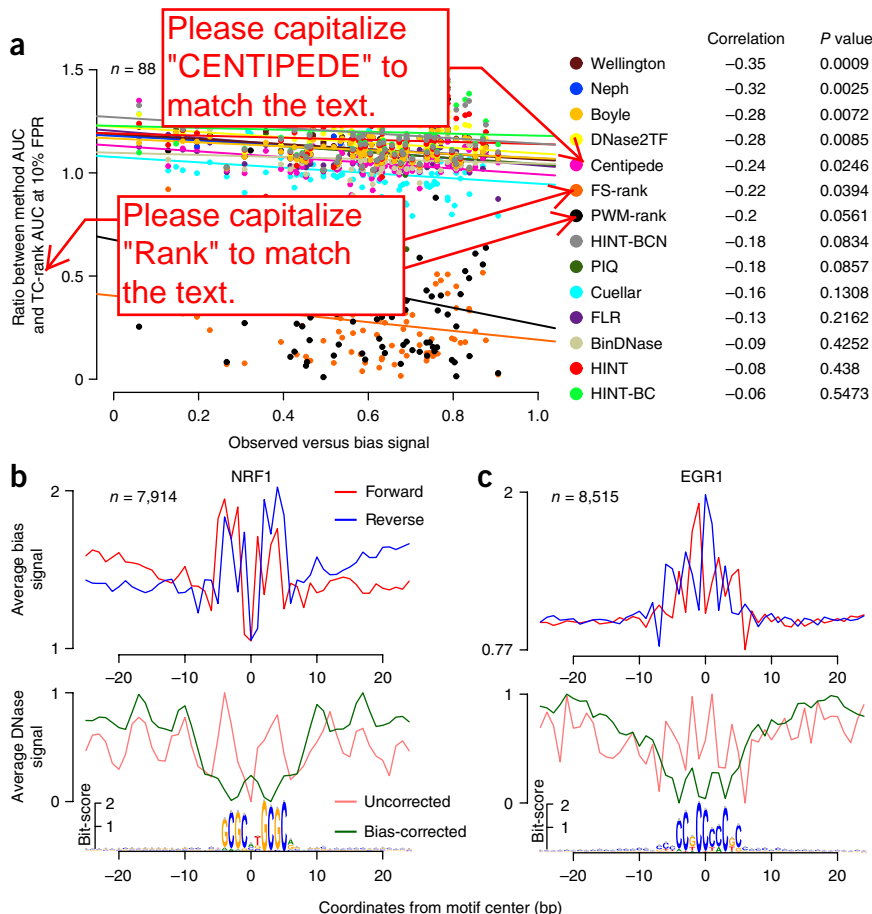 a
n = 88
Please capitalize
"CENTIPEDE" to
match the text.
Please capitalize
"Rank" to match
the text.
Ratio between method AUC
and TC-rank AUC at 10% FPR
1.5
1.0
0.5
0
0 0.2 0.4 0.6 0.8 1.0
Observed versus bias signal
Correlation P value
Wellington −0.35 0.0009
Neph −0.32 0.0025
Boyle −0.28 0.0072
DNase2TF −0.28 0.0085
Centipede −0.24 0.0246
FS-rank −0.22 0.0394
PWM-rank −0.2 0.0561
HINT-BCN −0.18 0.0834
PIQ −0.18 0.0857
Cuellar −0.16 0.1308
FLR −0.13 0.2162
BinDNase −0.09 0.4252
HINT −0.08 0.438
HINT-BC −0.06 0.5473
b
NRF1
n = 7,914
Forward
Reverse
Average bias
signal
2
1
−20 −10 0 10 20
Average DNase
signal
1
0
Uncorrected
Bias-corrected
Bit-score
2
1
−20 −10 0 10 20
c
EGR1
n = 8,515
2
0.77
−20 −10 0 10 20
1
0
Bit-score
2
1
−20 −10 0 10 20
Coordinates from motif center (bp)